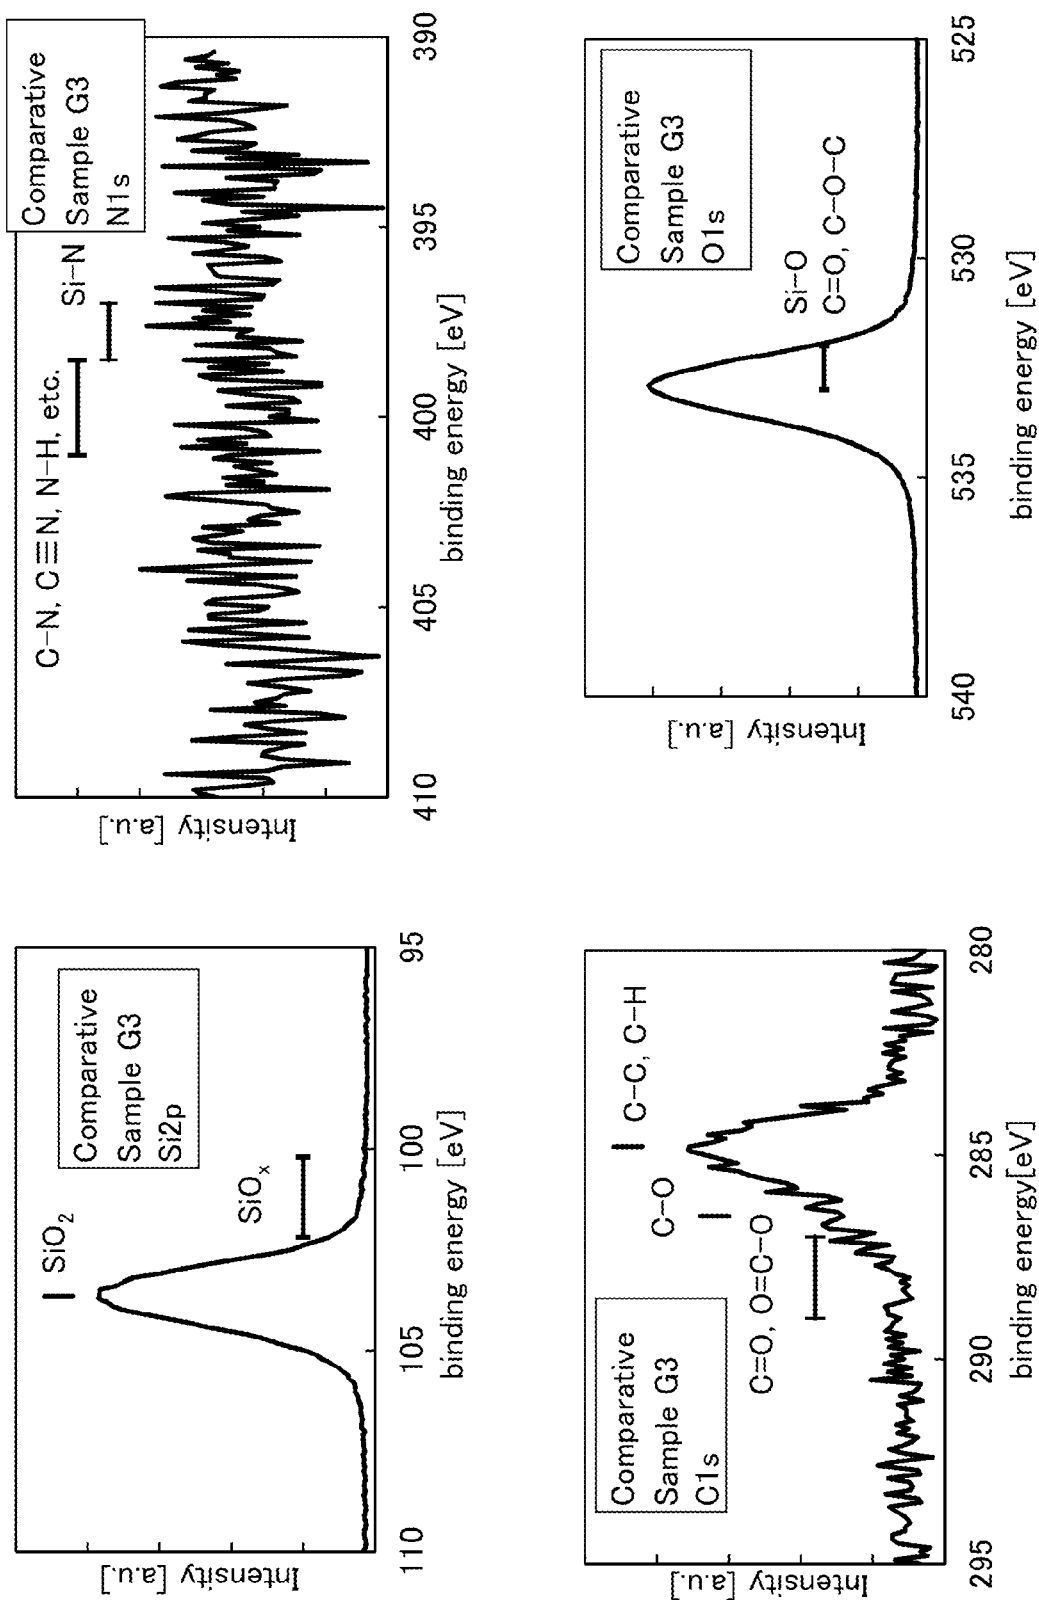 Comparative
Sample G3
Si2p
SiO₂
SiOₓ
Intensity [a.u.]
110
105
100
95
binding energy [eV]
Comparative
Sample G3
N1s
C−N, C≡N, N−H, etc.
Si−N
Intensity [a.u.]
410
405
400
395
390
binding energy [eV]
Comparative
Sample G3
C1s
C=O, O=C−O
C−O
C−C, C−H
Intensity [a.u.]
295
290
285
280
binding energy[eV]
Comparative
Sample G3
O1s
Si−O
C=O, C−O−C
Intensity [a.u.]
540
535
530
525
binding energy [eV]